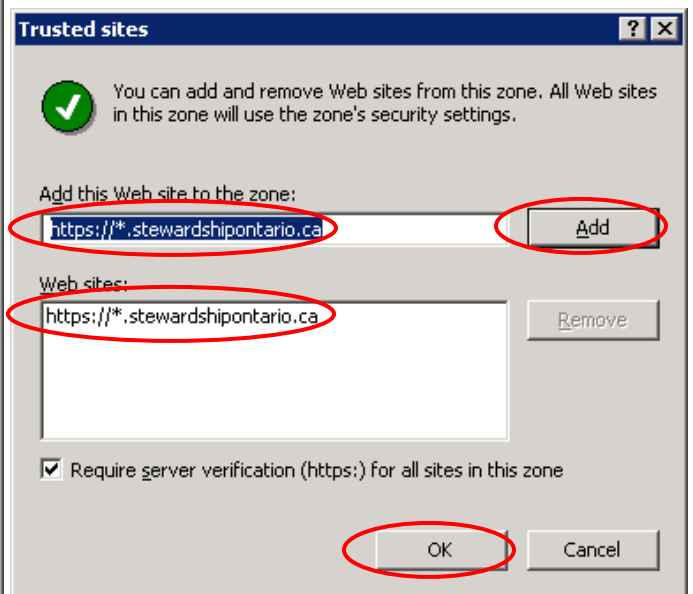 Trusted sites
?
You can add and remove Web sites from this zone. All Web sites
in this zone will use the zone's security settings.
Add this Web site to the zone:
https://*.stewardshipontario.ca
Add
Web sites:
https://*.stewardshipontario.ca
Remove
Require server verification (https:) for all sites in this zone
OK
Cancel